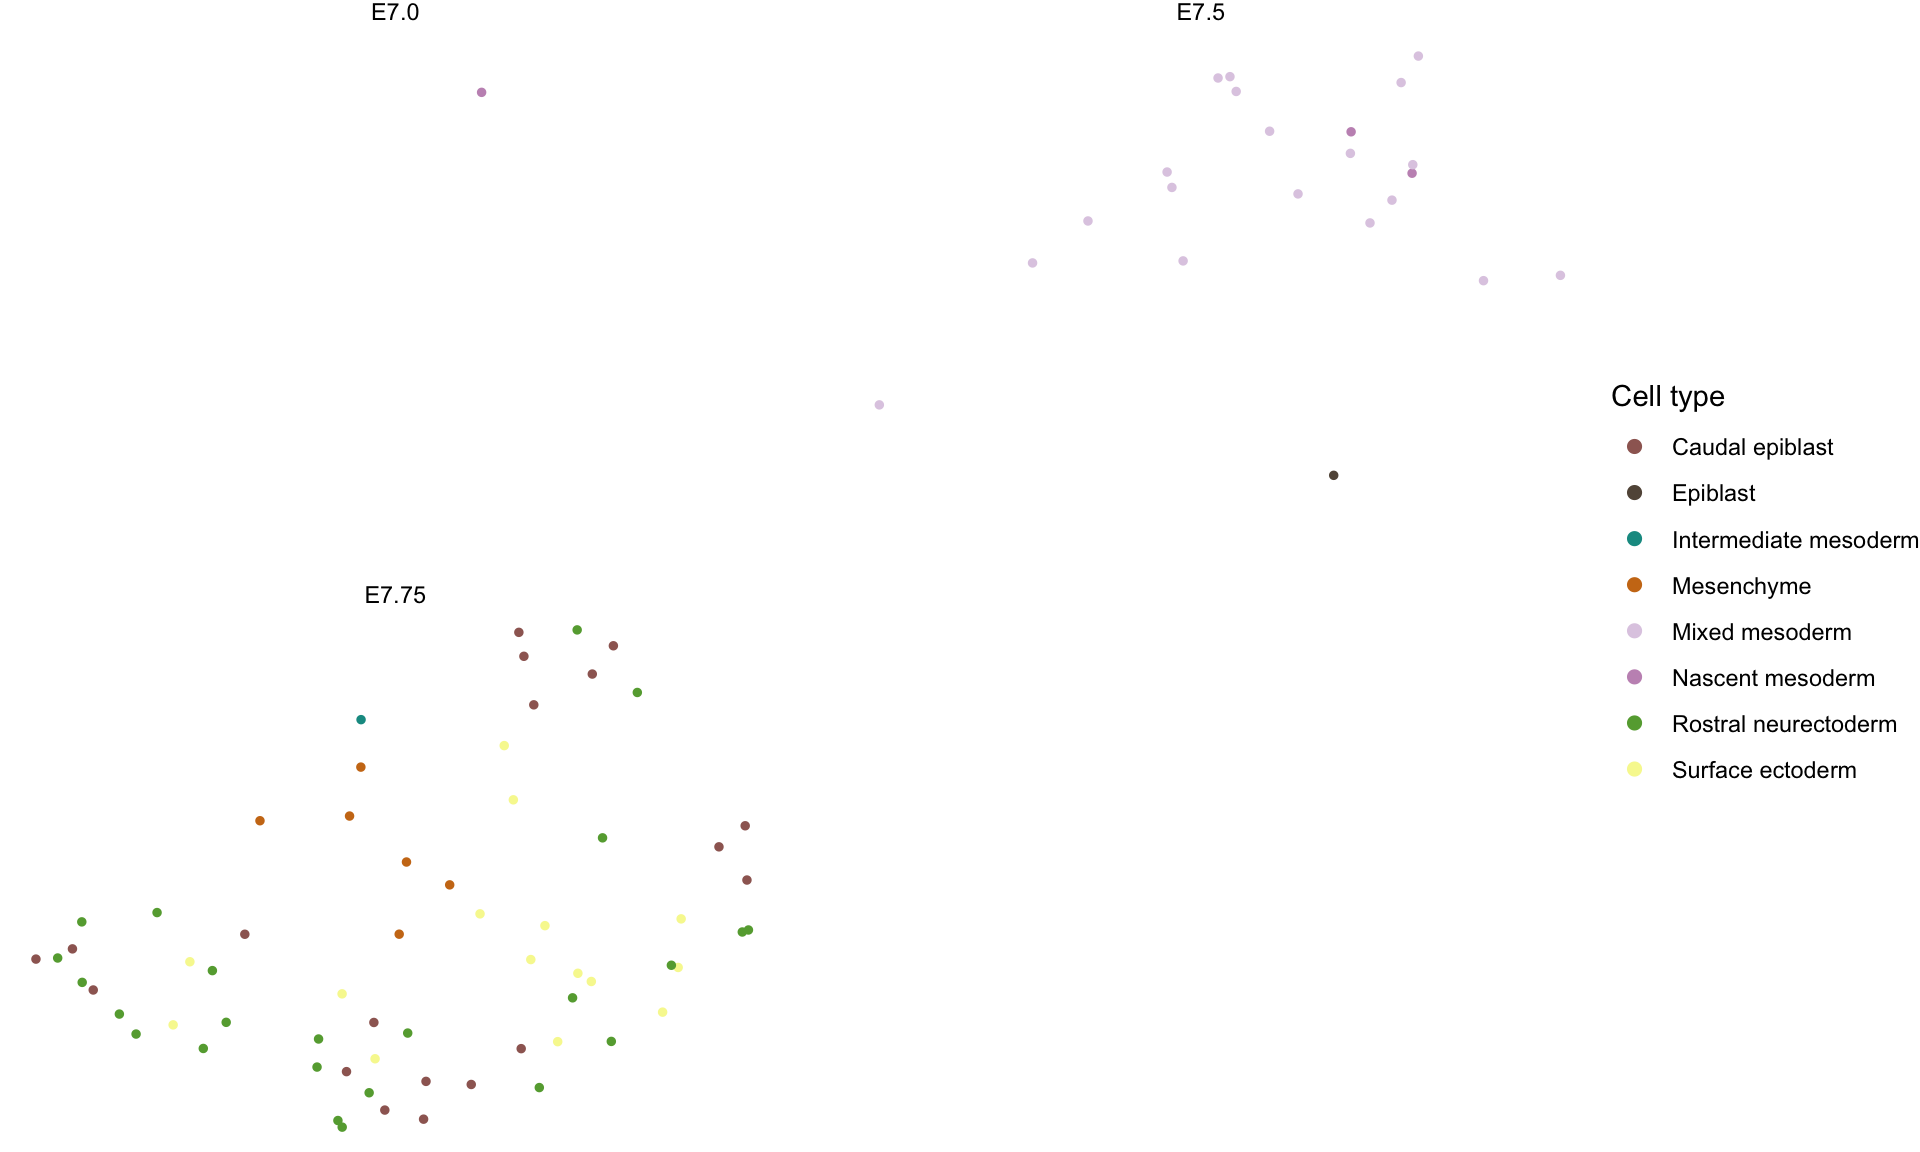 E7.0
E7.5
E7.75
Cell type
Caudal epiblast
Epiblast
Intermediate mesoderm
Mesenchyme
Mixed mesoderm
Nascent mesoderm
Rostral neurectoderm
Surface ectoderm